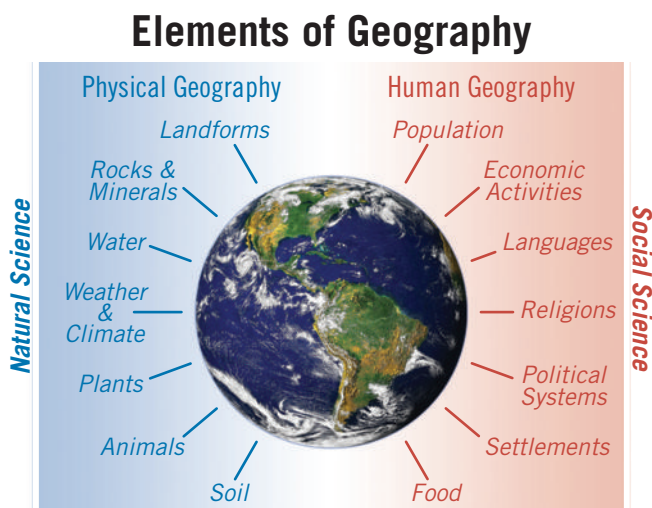 Elements of Geography
Physical Geography
Human Geography
Natural Science
Landforms
Rocks &
Minerals
Water
Weather
&
Climate
Plants
Animals
Soil
Population
Economic
Activities
Languages
Religions
Political
Systems
Settlements
Food
Social Science